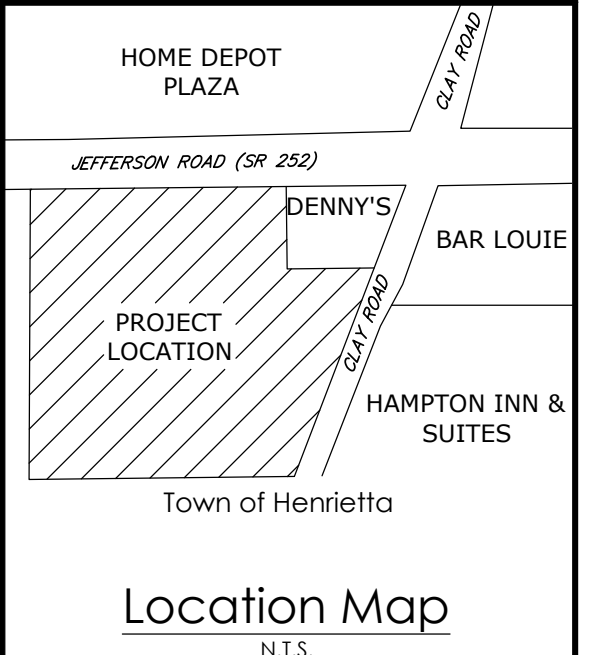 HOME DEPOT
PLAZA
CLAY ROAD
JEFFERSON ROAD (SR 252)
DENNY'S
BAR LOUIE
PROJECT
LOCATION
CLAY ROAD
HAMPTON INN &
SUITES
Town of Henrietta
Location Map
N.T.S.